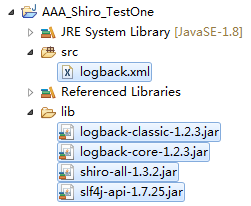 AAA_Shiro_TestOne
JRE System Library [JavaSE-1.8]
src
logback.xml
Referenced Libraries
lib
logback-classic-1.2.3.jar
logback-core-1.2.3.jar
shiro-all-1.3.2.jar
slf4j-api-1.7.25.jar